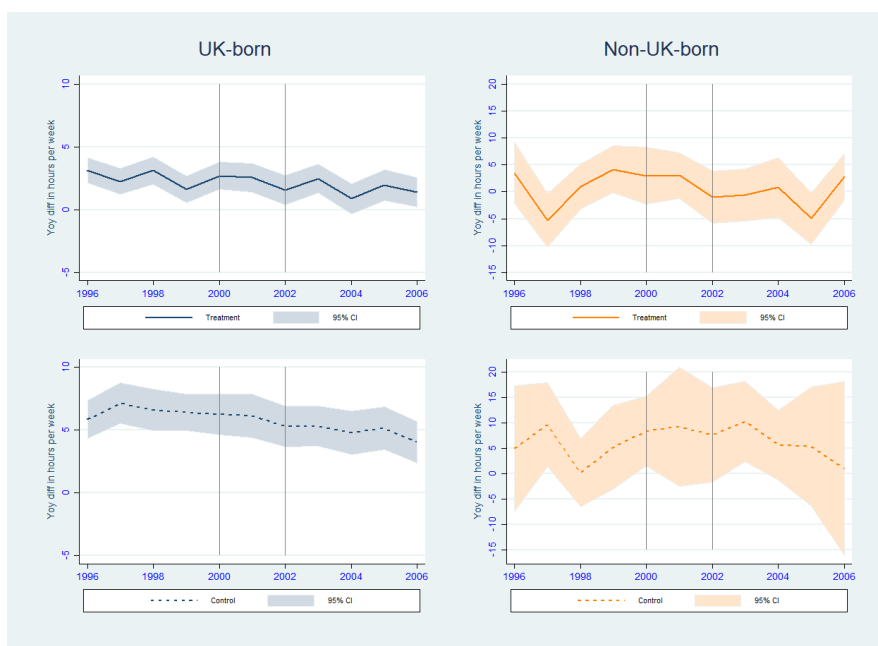 UK-born
Non-UK-born
Yoy diff in hours per week
10
5
0
-5
1996 1998 2000 2002 2004 2006
Treatment 95% CI
Yoy diff in hours per week
20
15
10
5
0
-5
-10
-15
1996 1998 2000 2002 2004 2006
Treatment 95% CI
Yoy diff in hours per week
10
5
0
-5
1996 1998 2000 2002 2004 2006
Control 95% CI
Yoy diff in hours per week
20
15
10
5
0
-5
-10
-15
1996 1998 2000 2002 2004 2006
Control 95% CI